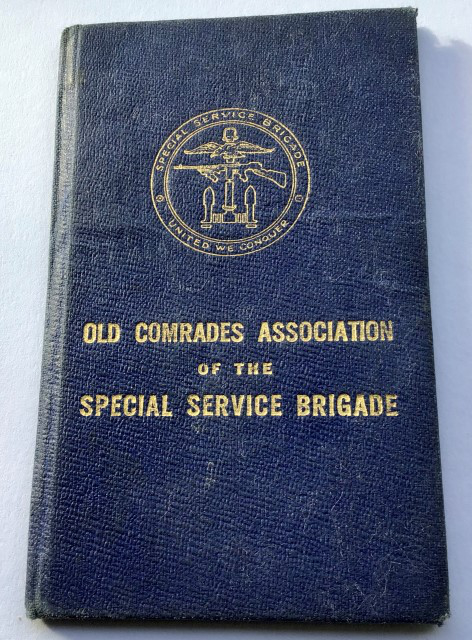 SPECIAL SERVICE BRIGADE
UNITED WE CONQUER
OLD COMRADES ASSOCIATION
OF THE
SPECIAL SERVICE BRIGADE